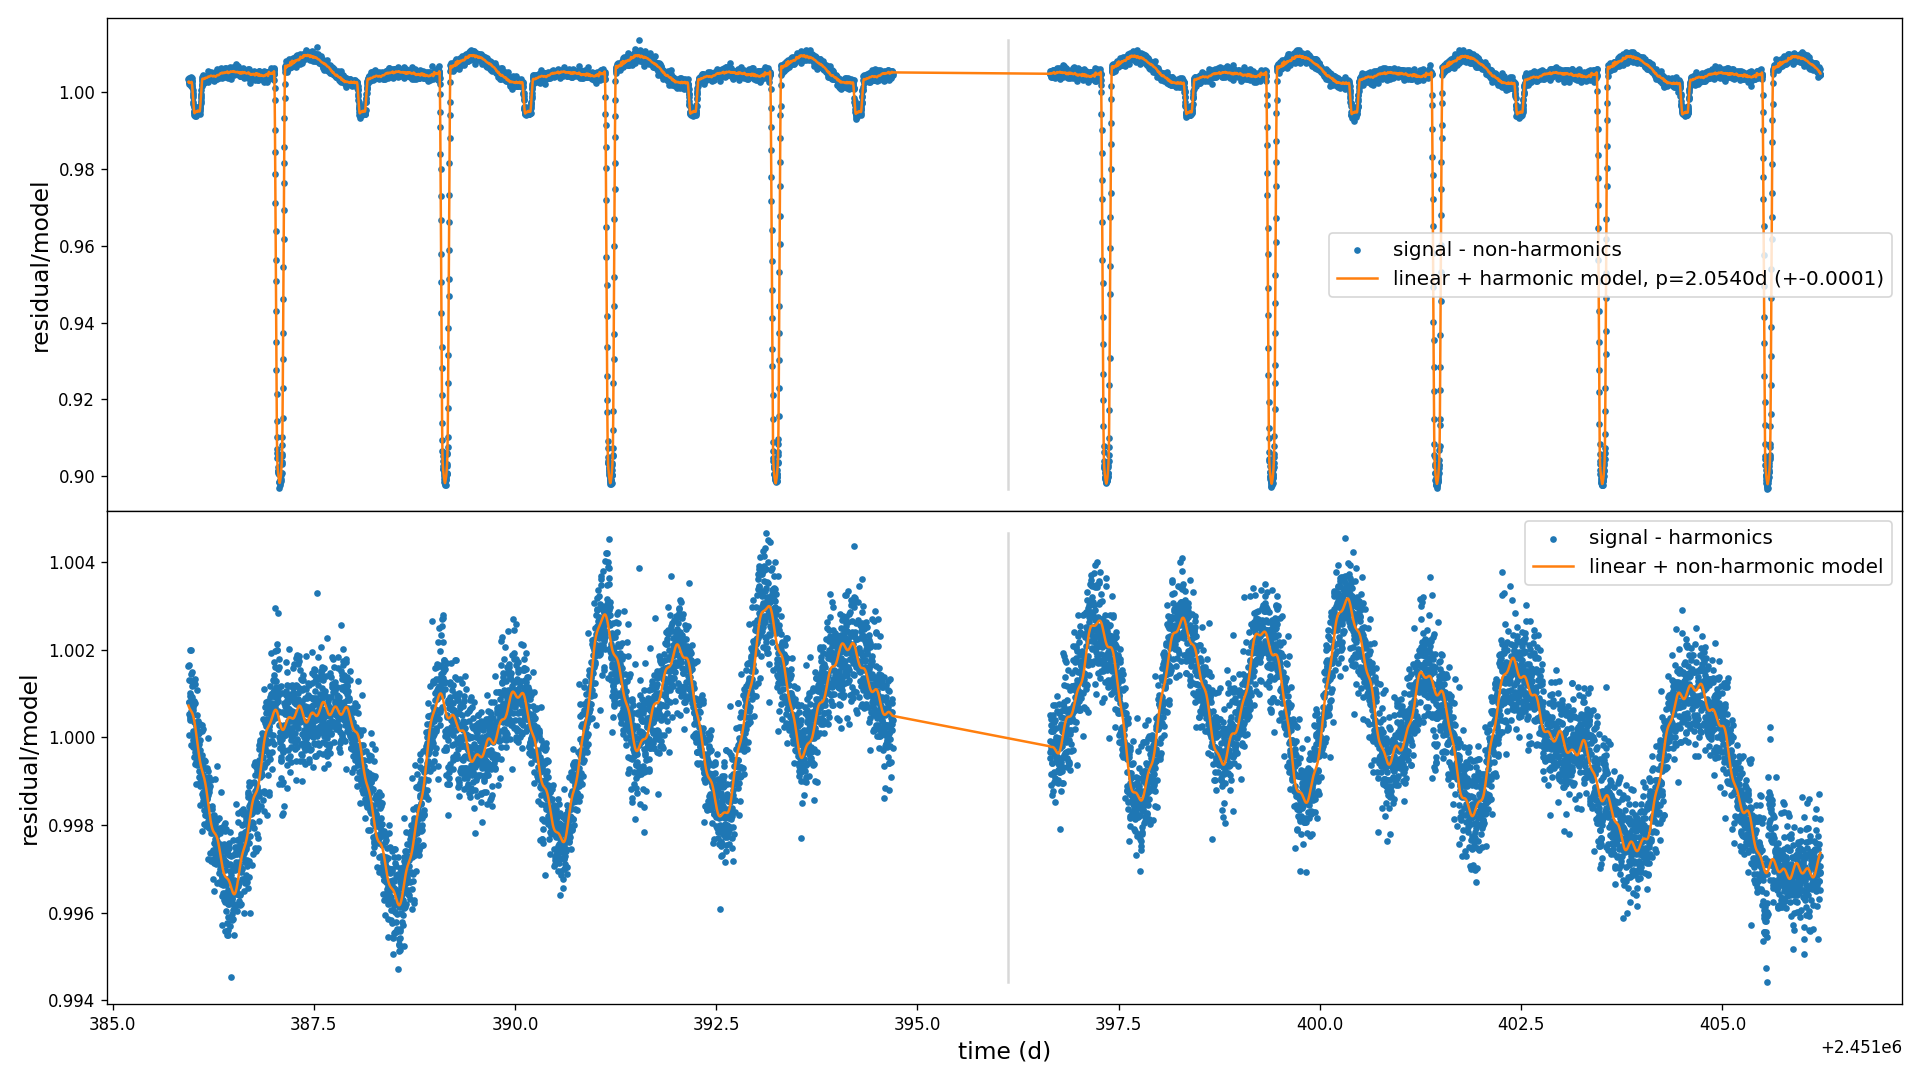 residual/model
1.00
0.98
0.96
0.94
0.92
0.90
signal - non-harmonics
linear + harmonic model, p=2.0540d (+-0.0001)
residual/model
1.004
1.002
1.000
0.998
0.996
0.994
signal - harmonics
linear + non-harmonic model
385.0 387.5 390.0 392.5 395.0 397.5 400.0 402.5 405.0
time (d)
+2.451e6